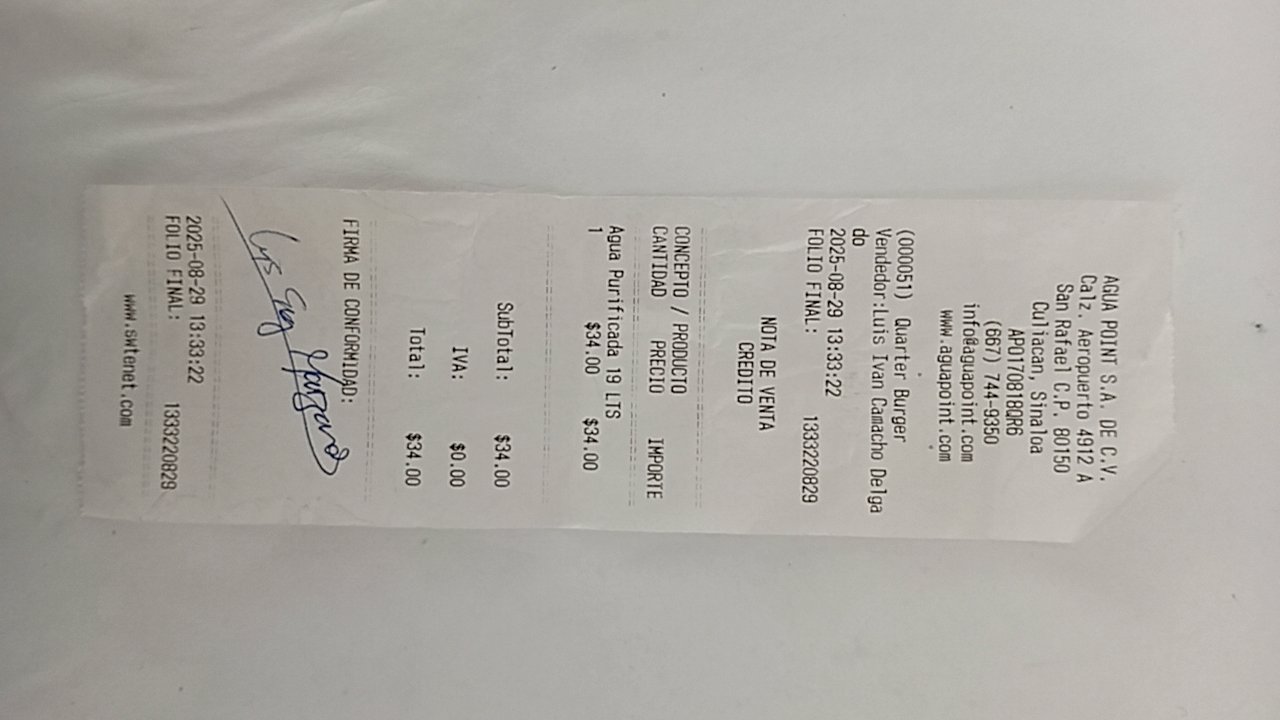 AGUA POINT S.A. DE C.V.
Calz. Aeropuerto 4912 A
San Rafael C.P. 80150
Culiacan, Sinaloa
APO170818QR6
(667) 744-9350
info@aguapoint.com
www.aguapoint.com
(000051) Quarter Burger
Vendedor:Luis Ivan Camacho Delga
do
2025-08-29 13:33:22
FOLIO FINAL: 1333220829
NOTA DE VENTA
CREDITO
CONCEPTO / PRODUCTO
CANTIDAD PRECIO IMPORTE
Agua Purificada 19 LTS
1 $34.00 $34.00
SubTotal: $34.00
IVA: $0.00
Total: $34.00
FIRMA DE CONFORMIDAD:
2025-08-29 13:33:22
FOLIO FINAL: 1333220829
www.swtenet.com